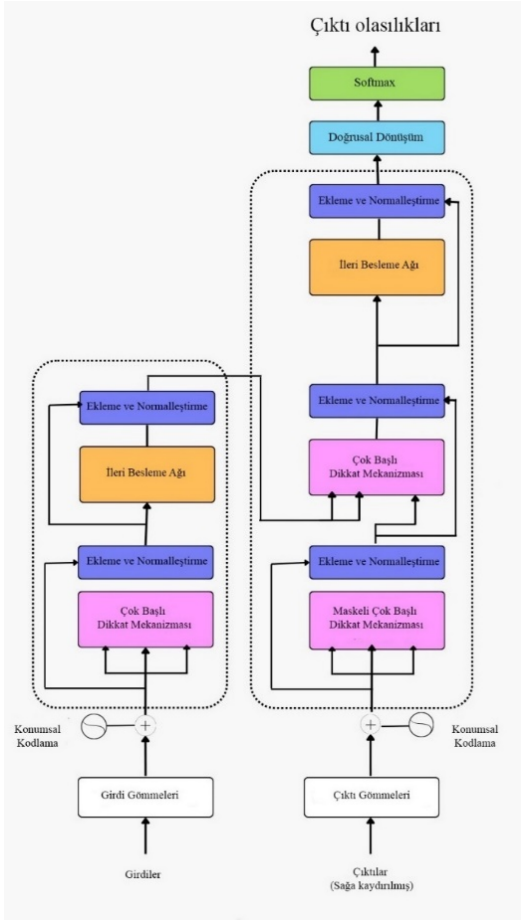 Çıktı olasılıkları
Softmax
Doğrusal Dönüşüm
Ekleme ve Normalleştirme
İleri Besleme Ağı
Ekleme ve Normalleştirme
Çok Başlı
Dikkat Mekanizması
Ekleme ve Normalleştirme
Maskeli Çok Başlı
Dikkat Mekanizması
Konumsal
Kodlama
Çıktı Gömmeleri
Çıktılar
(Sağa kaydırılmış)
Ekleme ve Normalleştirme
İleri Besleme Ağı
Ekleme ve Normalleştirme
Çok Başlı
Dikkat Mekanizması
Konumsal
Kodlama
Girdi Gömmeleri
Girdiler